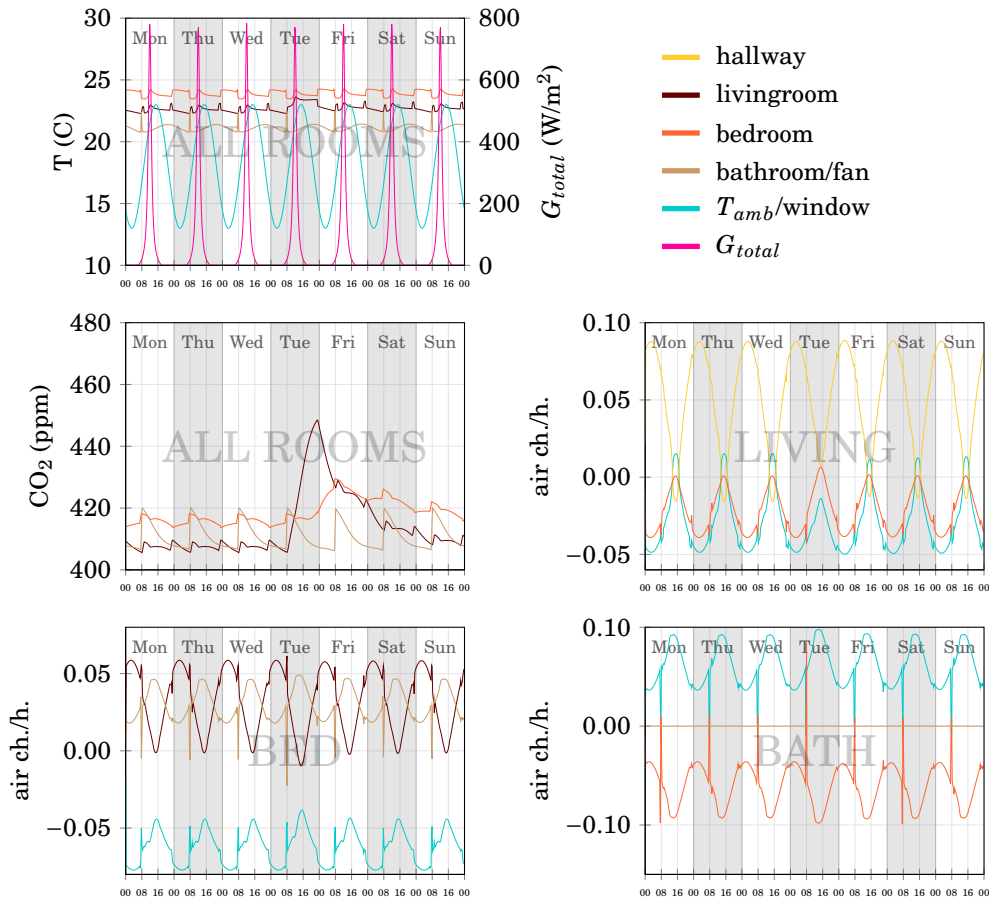 30
25
20
15
10
T (C)
Mon Thu Wed Tue Fri Sat Sun
ALL ROOMS
800
600
400
200
0
G_total (W/m²)
00 08 16 00 08 16 00 08 16 00 08 16 00 08 16 00 08 16 00 08 16 00
hallway
livingroom
bedroom
bathroom/fan
T_amb/window
G_total
480
460
440
420
400
CO₂ (ppm)
Mon Thu Wed Tue Fri Sat Sun
ALL ROOMS
00 08 16 00 08 16 00 08 16 00 08 16 00 08 16 00 08 16 00 08 16 00
0.10
0.05
0.00
−0.05
air ch./h.
Mon Thu Wed Tue Fri Sat Sun
LIVING
00 08 16 00 08 16 00 08 16 00 08 16 00 08 16 00 08 16 00 08 16 00
0.05
0.00
−0.05
air ch./h.
Mon Thu Wed Tue Fri Sat Sun
BED
00 08 16 00 08 16 00 08 16 00 08 16 00 08 16 00 08 16 00 08 16 00
0.10
0.00
−0.10
air ch./h.
Mon Thu Wed Tue Fri Sat Sun
BATH
00 08 16 00 08 16 00 08 16 00 08 16 00 08 16 00 08 16 00 08 16 00